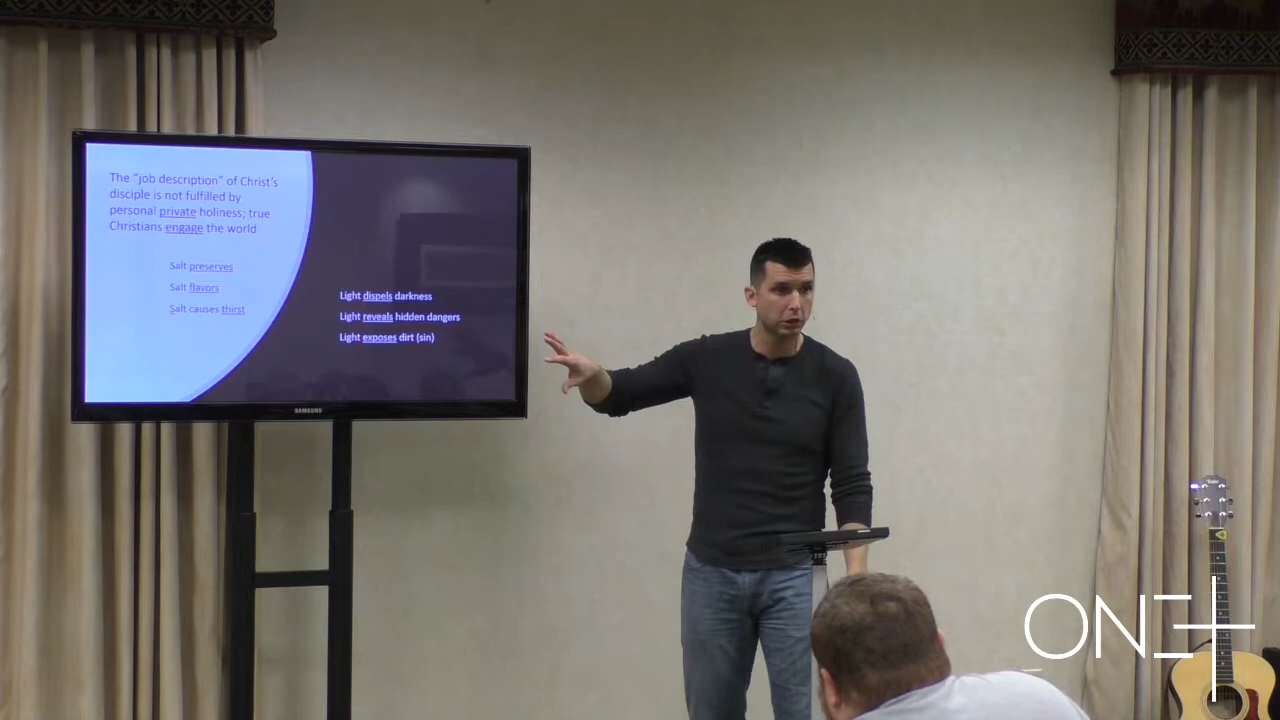 The "job description" of Christ's
disciple is not fulfilled by
personal private holiness; true
Christians engage the world
Salt preserves
Salt flavors
Salt causes thirst
Light dispels darkness
Light reveals hidden dangers
Light exposes dirt (sin)
SAMSUNG
Taylor
ONE